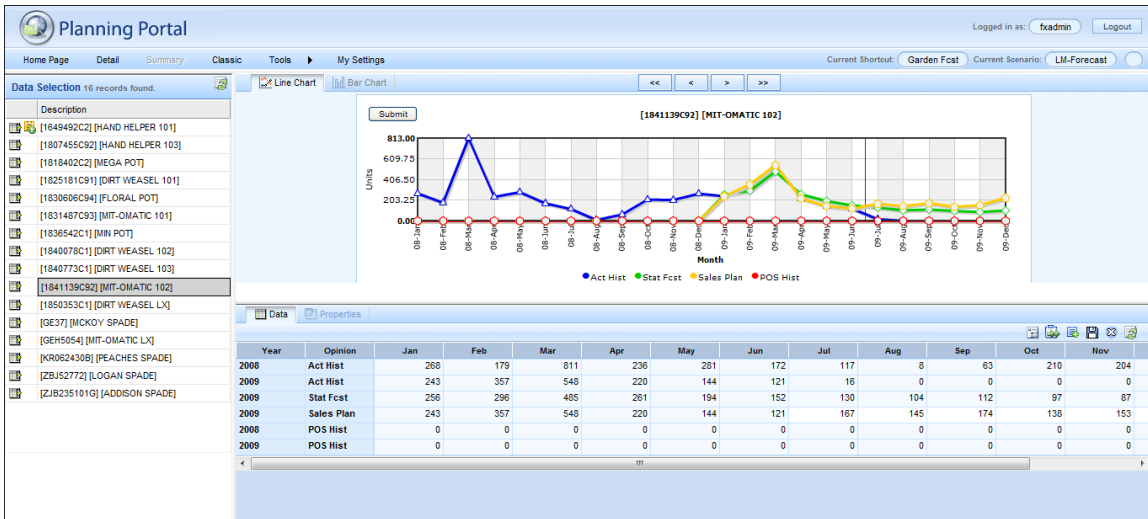 Planning Portal
Logged in as: fxadmin Logout
Home Page Detail Summary Classic Tools My Settings
Current Shortcut: Garden Fcst Current Scenario: LM-Forecast
Data Selection 16 records found.
Description
[1649492C2] [HAND HELPER 101]
[1807455C92] [HAND HELPER 103]
[1818402C2] [MEGA POT]
[1825181C91] [DIRT WEASEL 101]
[1830606C94] [FLORAL POT]
[1831487C93] [MIT-OMATIC 101]
[1836542C1] [MIN POT]
[1840078C1] [DIRT WEASEL 102]
[1840773C1] [DIRT WEASEL 103]
[1841139C92] [MIT-OMATIC 102]
[1850353C1] [DIRT WEASEL LX]
[GE37] [MCKOY SPADE]
[GEH5054] [MIT-OMATIC LX]
[KR062430B] [PEACHES SPADE]
[ZBJ52772] [LOGAN SPADE]
[ZJB235101G] [ADDISON SPADE]
Line Chart Bar Chart << < > >>
Submit
[1841139C92] [MIT-OMATIC 102]
Units
813.00
609.75
406.50
203.25
0.00
08-Jan 08-Feb 08-Mar 08-Apr 08-May 08-Jun 08-Jul 08-Aug 08-Sep 08-Oct 08-Nov 08-Dec 09-Jan 09-Feb 09-Mar 09-Apr 09-May 09-Jun 09-Jul 09-Aug 09-Sep 09-Oct 09-Nov 09-Dec
Month
Act Hist Stat Fcst Sales Plan POS Hist
Data Properties
Year Opinion Jan Feb Mar Apr May Jun Jul Aug Sep Oct Nov
2008 Act Hist 268 179 811 236 281 172 117 8 63 210 204
2009 Act Hist 243 357 548 220 144 121 16 0 0 0 0
2009 Stat Fcst 256 296 485 261 194 152 130 104 112 97 87
2009 Sales Plan 243 357 548 220 144 121 167 145 174 138 153
2008 POS Hist 0 0 0 0 0 0 0 0 0 0 0
2009 POS Hist 0 0 0 0 0 0 0 0 0 0 0